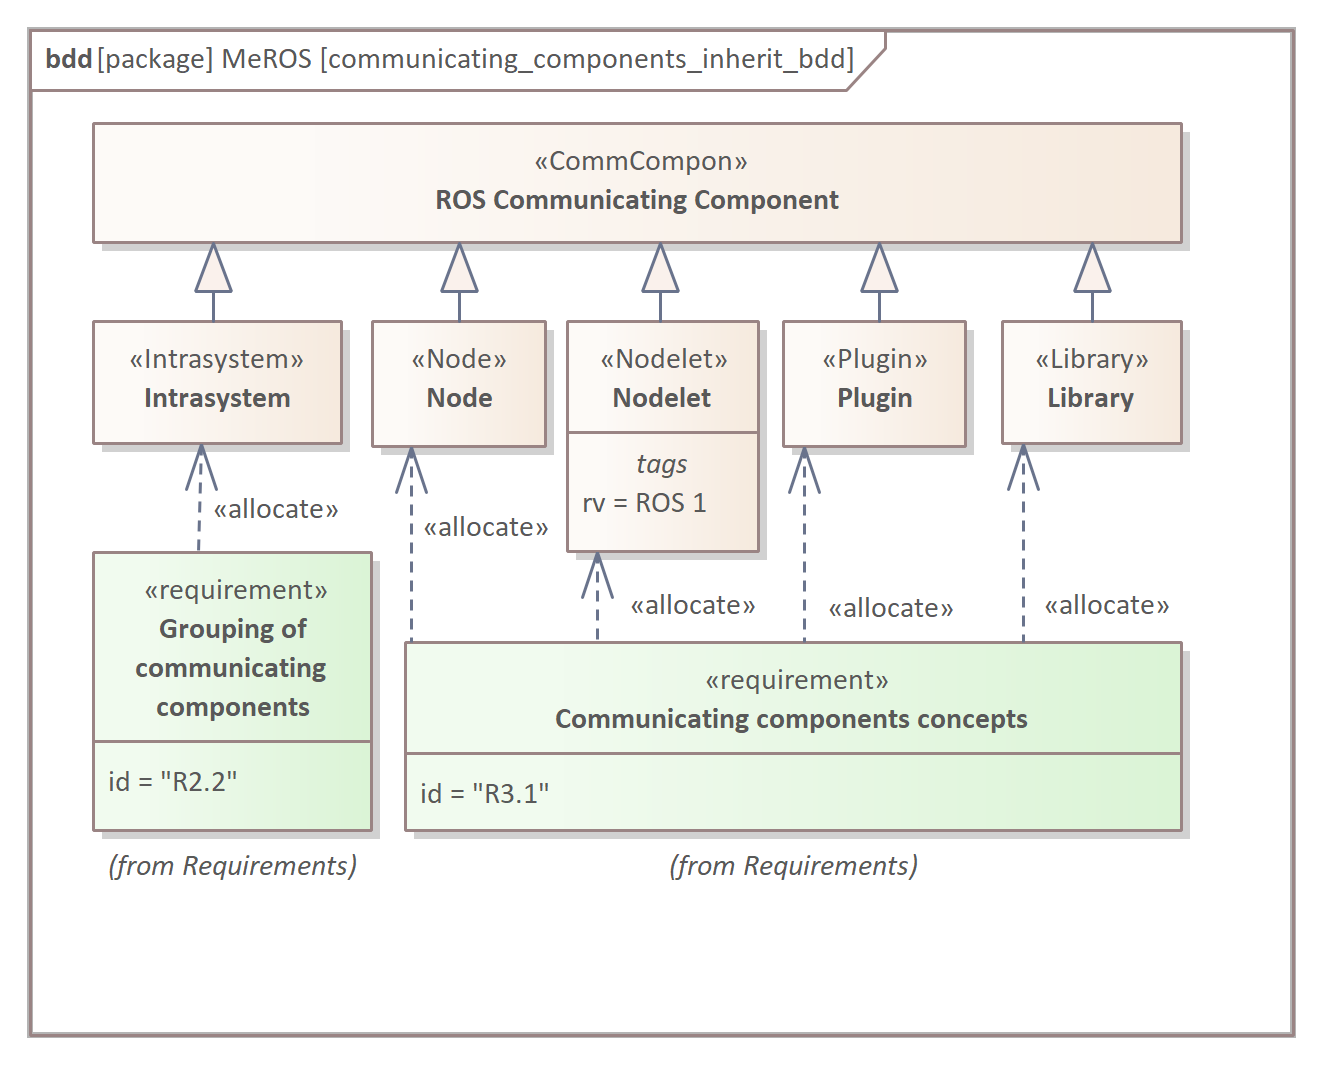 bdd [package] MeROS [communicating_components_inherit_bdd]
«CommCompon»
ROS Communicating Component
«Intrasystem»
Intrasystem
«Node»
Node
«Nodelet»
Nodelet
tags
rv = ROS 1
«Plugin»
Plugin
«Library»
Library
«allocate»
«allocate»
«allocate»
«allocate»
«allocate»
«requirement»
Grouping of
communicating
components
id = "R2.2"
(from Requirements)
«requirement»
Communicating components concepts
id = "R3.1"
(from Requirements)